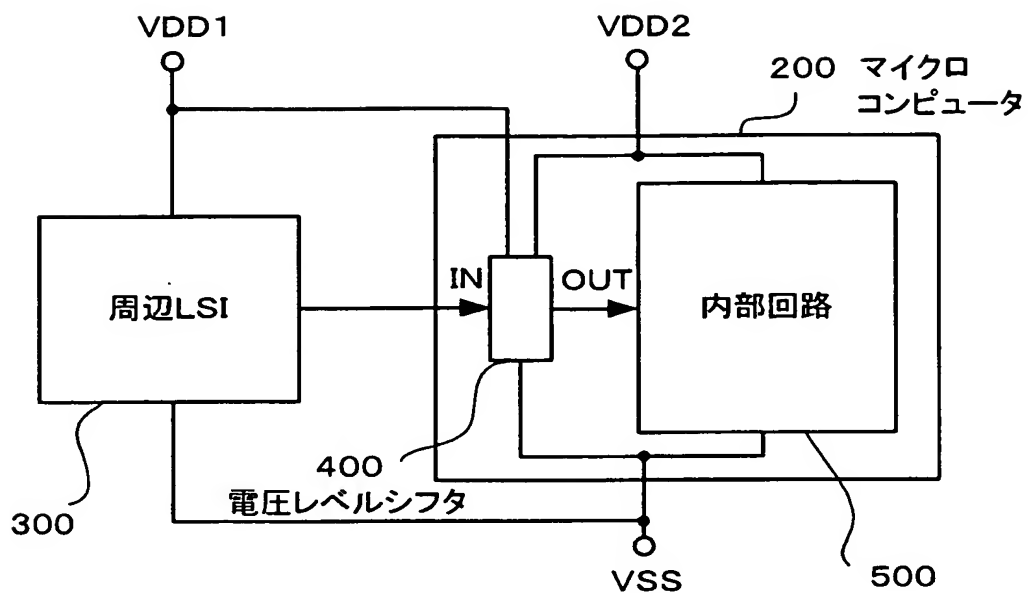 VDD1
VDD2
200 マイクロ
コンピュータ
周辺LSI
IN
OUT
内部回路
400
電圧レベルシフタ
300
VSS
500